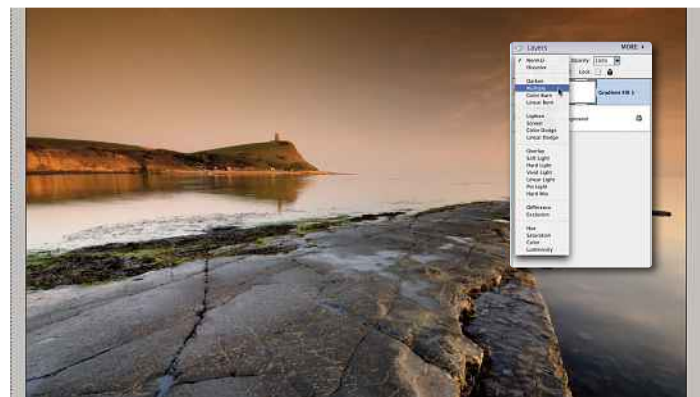 Layers MORE
Normal Opacity: 100%
Dissolve
Lock:
Darken
Multiply
Color Burn
Linear Burn
Gradient Fill 1
Lighten
Screen
Color Dodge
Linear Dodge
Overlay
Soft Light
Hard Light
Vivid Light
Linear Light
Pin Light
Hard Mix
Difference
Exclusion
Hue
Saturation
Color
Luminosity